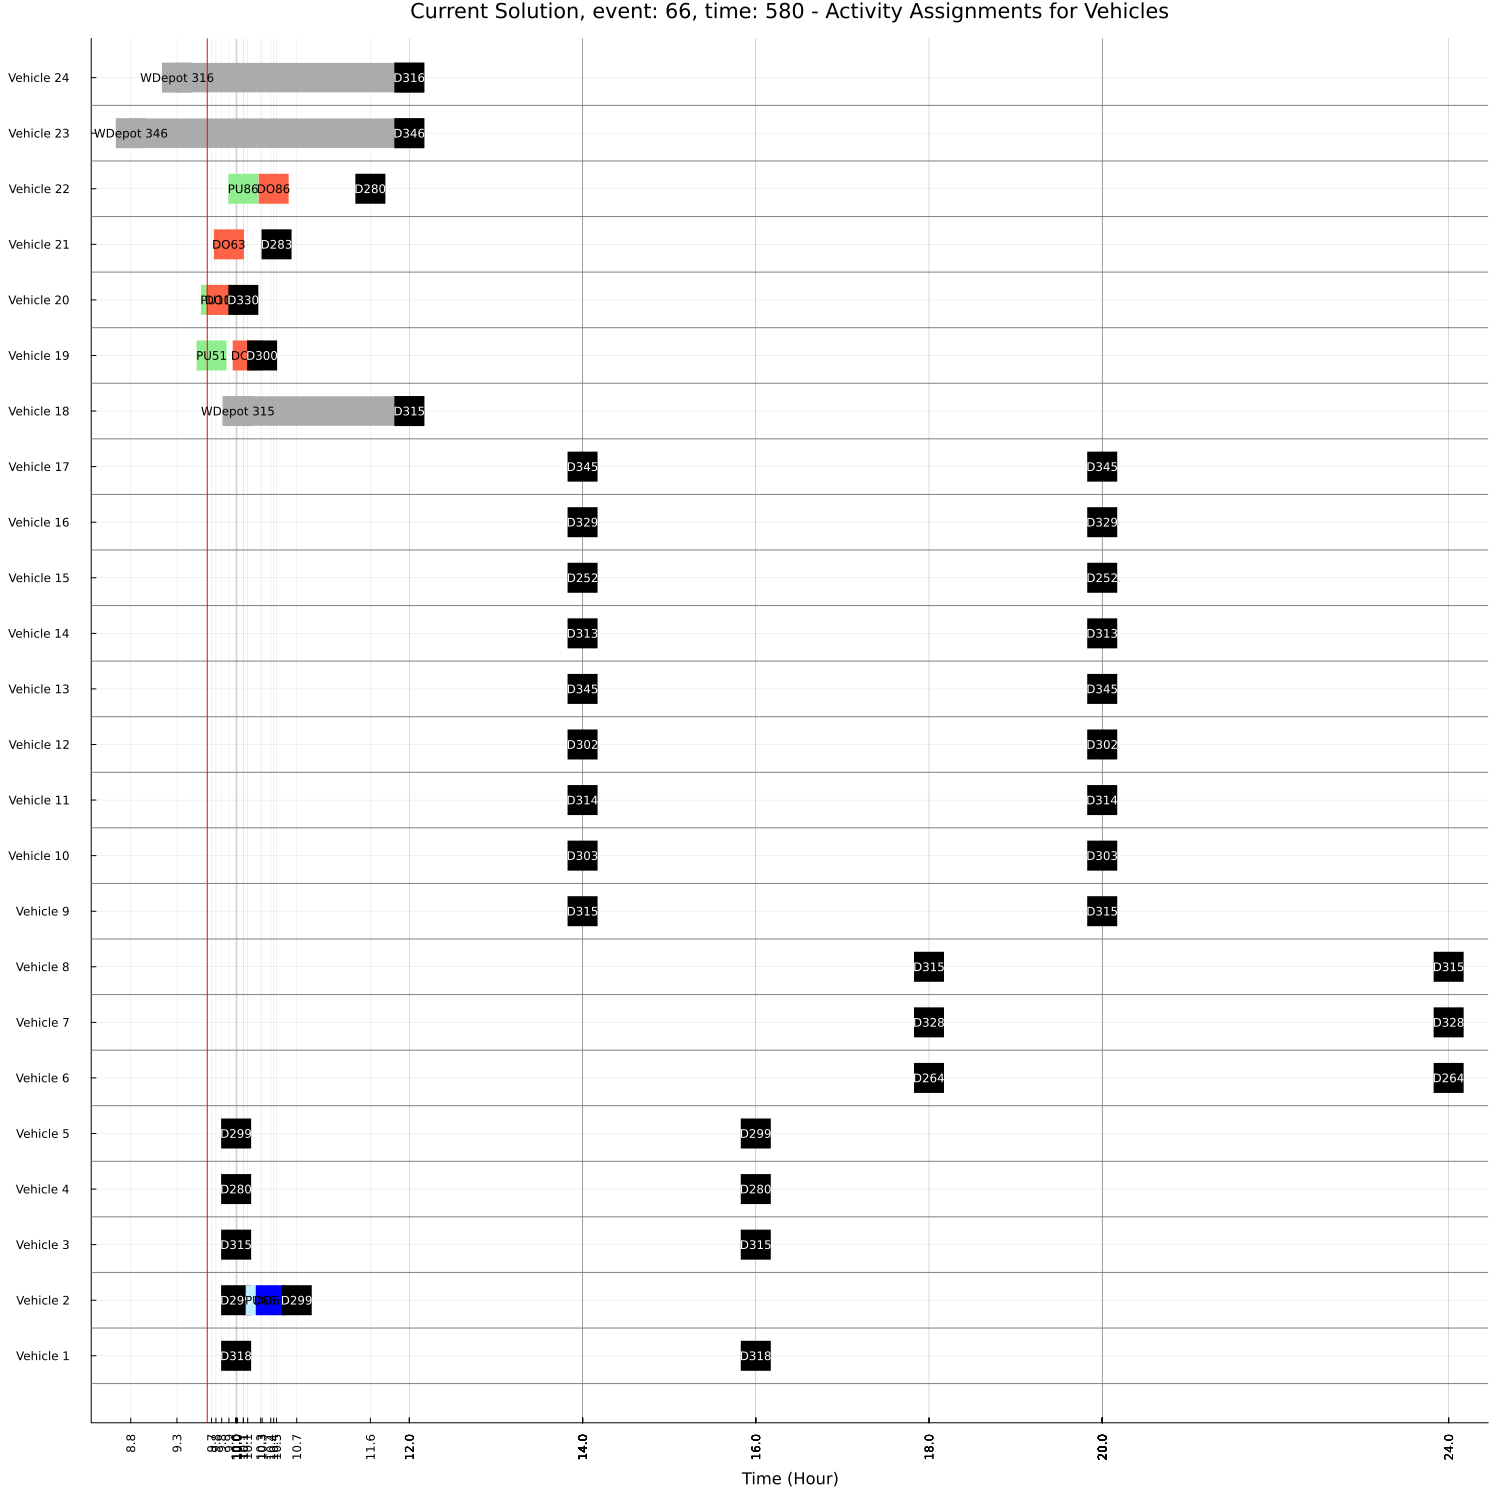 Current Solution, event: 66, time: 580 - Activity Assignments for Vehicles
Vehicle 24 WDepot 316 D316
Vehicle 23 WDepot 346 D346
Vehicle 22 PU86 DO86 D280
Vehicle 21 DO63 D283
Vehicle 20 D330
Vehicle 19 PU51 D300
Vehicle 18 WDepot 315 D315
Vehicle 17 D345 D345
Vehicle 16 D329 D329
Vehicle 15 D252 D252
Vehicle 14 D313 D313
Vehicle 13 D345 D345
Vehicle 12 D302 D302
Vehicle 11 D314 D314
Vehicle 10 D303 D303
Vehicle 9 D315 D315
Vehicle 8 D315 D315
Vehicle 7 D328 D328
Vehicle 6 D264 D264
Vehicle 5 D299 D299
Vehicle 4 D280 D280
Vehicle 3 D315 D315
Vehicle 2 D299
Vehicle 1 D318 D318
8.8 9.3 10.7 11.6 12.0 14.0 16.0 18.0 20.0 24.0
Time (Hour)